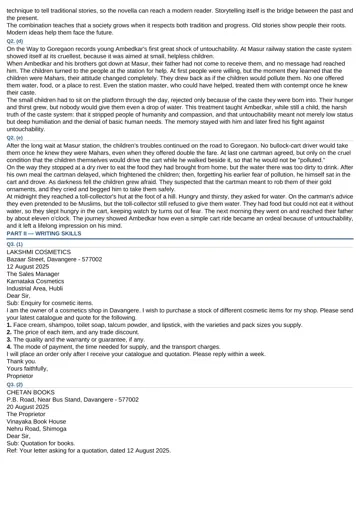 technique to tell traditional stories, so the novella can reach a modern reader. Storytelling itself is the bridge between the past and
the present.
The combination teaches that a society grows when it respects both tradition and progress. Old stories show people their roots.
Modern ideas help them face the future.
Q2. (d)
On the Way to Goregaon records young Ambedkar's first great shock of untouchability. At Masur railway station the caste system
showed itself at its cruellest, because it was aimed at small, helpless children.
When Ambedkar and his brothers got down at Masur, their father had not come to receive them, and no message had reached
him. The children turned to the people at the station for help. At first people were willing, but the moment they learned that the
children were Mahars, their attitude changed completely. They drew back as if the children would pollute them. No one offered
them water, food, or a place to rest. Even the station master, who could have helped, treated them with contempt once he knew
their caste.
The small children had to sit on the platform through the day, rejected only because of the caste they were born into. Their hunger
and thirst grew, but nobody would give them even a drop of water. This treatment taught Ambedkar, while still a child, the harsh
truth of the caste system: that it stripped people of humanity and compassion, and that untouchability meant not merely low status
but deep humiliation and the denial of basic human needs. The memory stayed with him and later fired his fight against
untouchability.
Q2. (e)
After the long wait at Masur station, the children's troubles continued on the road to Goregaon. No bullock-cart driver would take
them once he knew they were Mahars, even when they offered double the fare. At last one cartman agreed, but only on the cruel
condition that the children themselves would drive the cart while he walked beside it, so that he would not be "polluted."
On the way they stopped at a dry river to eat the food they had brought from home, but the water there was too dirty to drink. After
his own meal the cartman delayed, which frightened the children; then, forgetting his earlier fear of pollution, he himself sat in the
cart and drove. As darkness fell the children grew afraid. They suspected that the cartman meant to rob them of their gold
ornaments, and they cried and begged him to take them safely.
At midnight they reached a toll-collector's hut at the foot of a hill. Hungry and thirsty, they asked for water. On the cartman's advice
they even pretended to be Muslims, but the toll-collector still refused to give them water. They had food but could not eat it without
water, so they slept hungry in the cart, keeping watch by turns out of fear. The next morning they went on and reached their father
by about eleven o'clock. The journey showed Ambedkar how even a simple cart ride became an ordeal because of untouchability,
and it left a lifelong impression on his mind.
PART II — WRITING SKILLS
Q3. (1)
LAKSHMI COSMETICS
Bazaar Street, Davangere - 577002
12 August 2025
The Sales Manager
Karnataka Cosmetics
Industrial Area, Hubli
Dear Sir,
Sub: Enquiry for cosmetic items.
I am the owner of a cosmetics shop in Davangere. I wish to purchase a stock of different cosmetic items for my shop. Please send
your latest catalogue and quote for the following.
1. Face cream, shampoo, toilet soap, talcum powder, and lipstick, with the varieties and pack sizes you supply.
2. The price of each item, and any trade discount.
3. The quality and the warranty or guarantee, if any.
4. The mode of payment, the time needed for supply, and the transport charges.
I will place an order only after I receive your catalogue and quotation. Please reply within a week.
Thank you.
Yours faithfully,
Proprietor
Q3. (2)
CHETAN BOOKS
P.B. Road, Near Bus Stand, Davangere - 577002
20 August 2025
The Proprietor
Vinayaka Book House
Nehru Road, Shimoga
Dear Sir,
Sub: Quotation for books.
Ref: Your letter asking for a quotation, dated 12 August 2025.